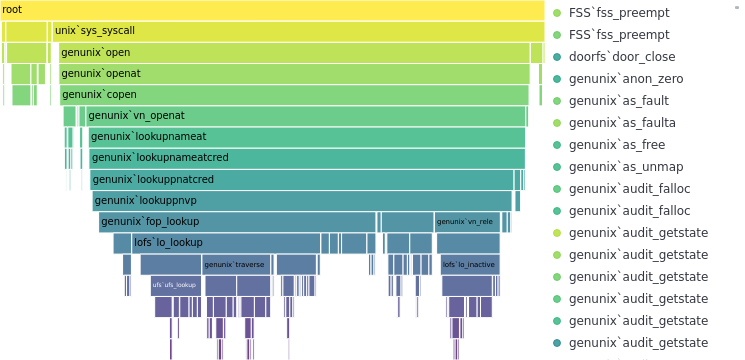 root
unix`sys_syscall
genunix`open
genunix`openat
genunix`copen
genunix`vn_openat
genunix`lookupnameat
genunix`lookupnameatcred
genunix`lookuppnatcred
genunix`lookuppnvp
genunix`fop_lookup
genunix`vn_rele
lofs`lo_lookup
genunix`traverse
lofs`lo_inactive
ufs`ufs_lookup
FSS`fss_preempt
FSS`fss_preempt
doorfs`door_close
genunix`anon_zero
genunix`as_fault
genunix`as_faulta
genunix`as_free
genunix`as_unmap
genunix`audit_falloc
genunix`audit_falloc
genunix`audit_getstate
genunix`audit_getstate
genunix`audit_getstate
genunix`audit_getstate
genunix`audit_getstate
genunix`audit_getstate